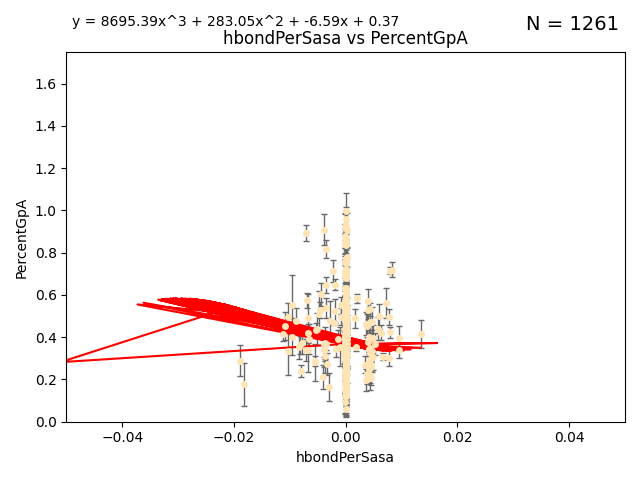 y = 8695.39x^3 + 283.05x^2 + -6.59x + 0.37
N = 1261
hbondPerSasa vs PercentGpA
1.6
1.4
1.2
1.0
0.8
0.6
0.4
0.2
0.0
PercentGpA
−0.04 −0.02 0.00 0.02 0.04
hbondPerSasa